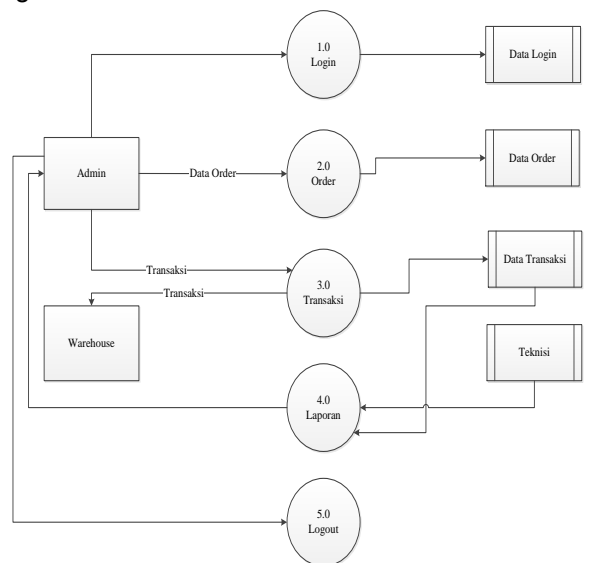 g
1.0
Login
Data Login
Admin
Data Order
2.0
Order
Data Order
Transaksi
Transaksi
3.0
Transaksi
Data Transaksi
Warehouse
Teknisi
4.0
Laporan
5.0
Logout